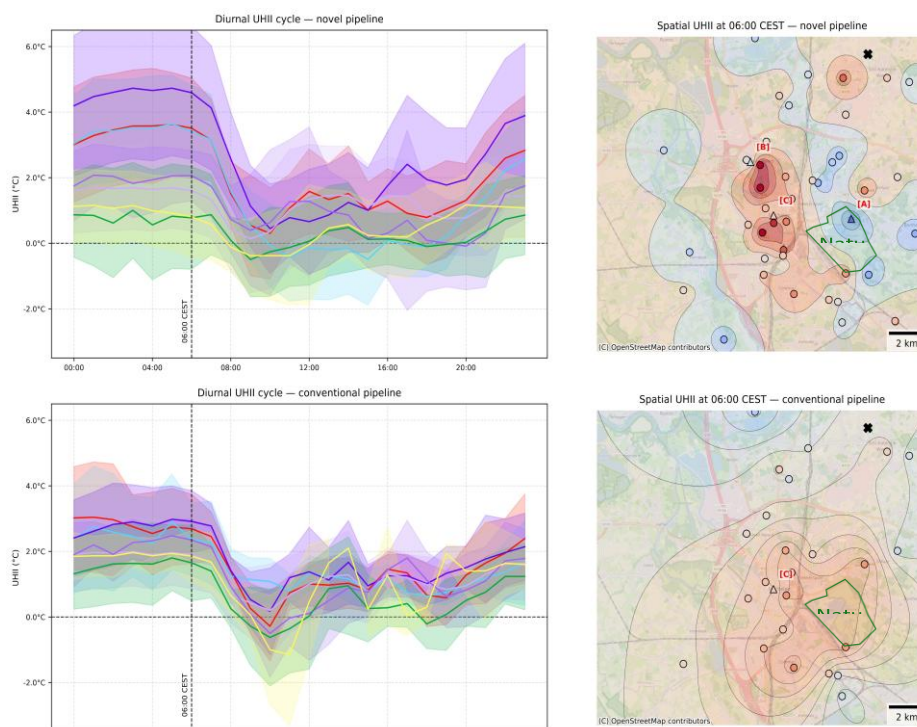 Diurnal UHII cycle — novel pipeline
6.0°C
4.0°C
2.0°C
0.0°C
-2.0°C
UHII (°C)
06:00 CEST
00:00
04:00
08:00
12:00
16:00
20:00
Spatial UHII at 06:00 CEST — novel pipeline
[B]
[C]
[A]
Natu
(C) OpenStreetMap contributors
2 km
Diurnal UHII cycle — conventional pipeline
6.0°C
4.0°C
2.0°C
0.0°C
-2.0°C
UHII (°C)
06:00 CEST
Spatial UHII at 06:00 CEST — conventional pipeline
[C]
Natu
(C) OpenStreetMap contributors
2 km